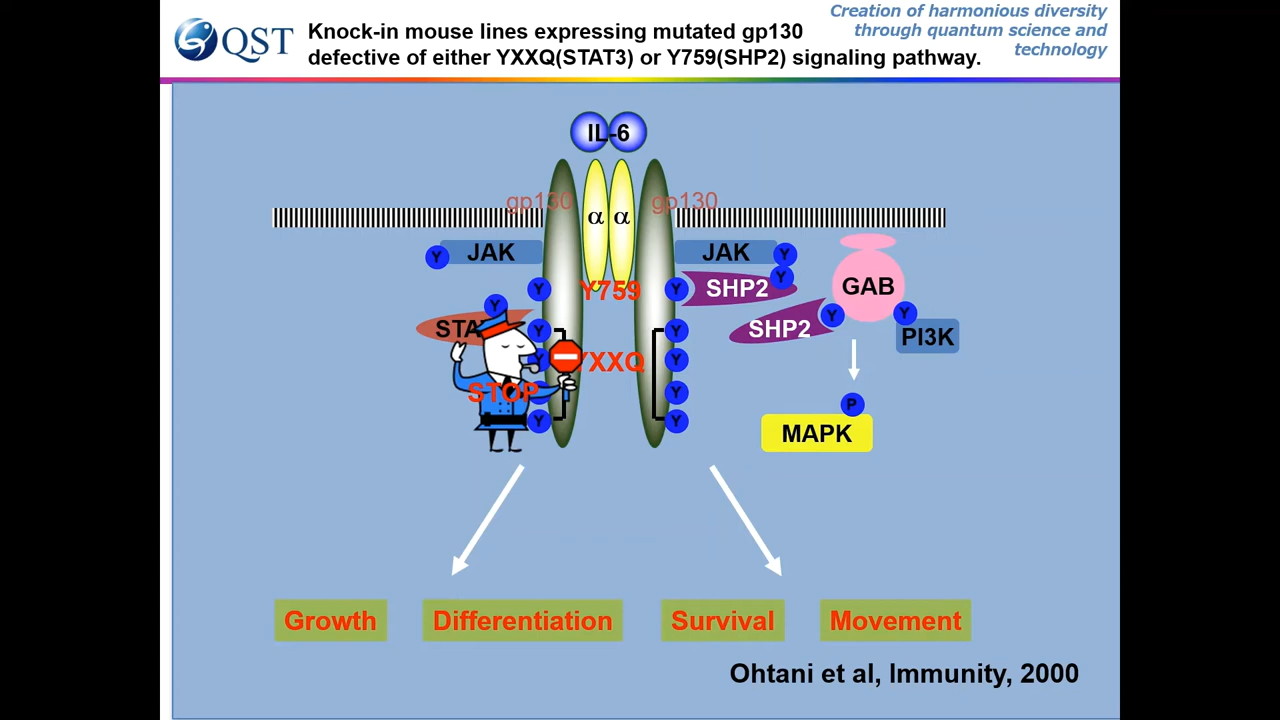 QST
Knock-in mouse lines expressing mutated gp130
defective of either YXXQ(STAT3) or Y759(SHP2) signaling pathway.
Creation of harmonious diversity
through quantum science and
technology
IL-6
gp130
gp130
α α
JAK
JAK
Y
Y
Y
Y759
Y
SHP2
Y
GAB
Y
STA
Y
Y
SHP2
Y
Y
PI3K
Y
XXQ
Y
STOP
Y
Y
Y
P
MAPK
Growth
Differentiation
Survival
Movement
Ohtani et al, Immunity, 2000